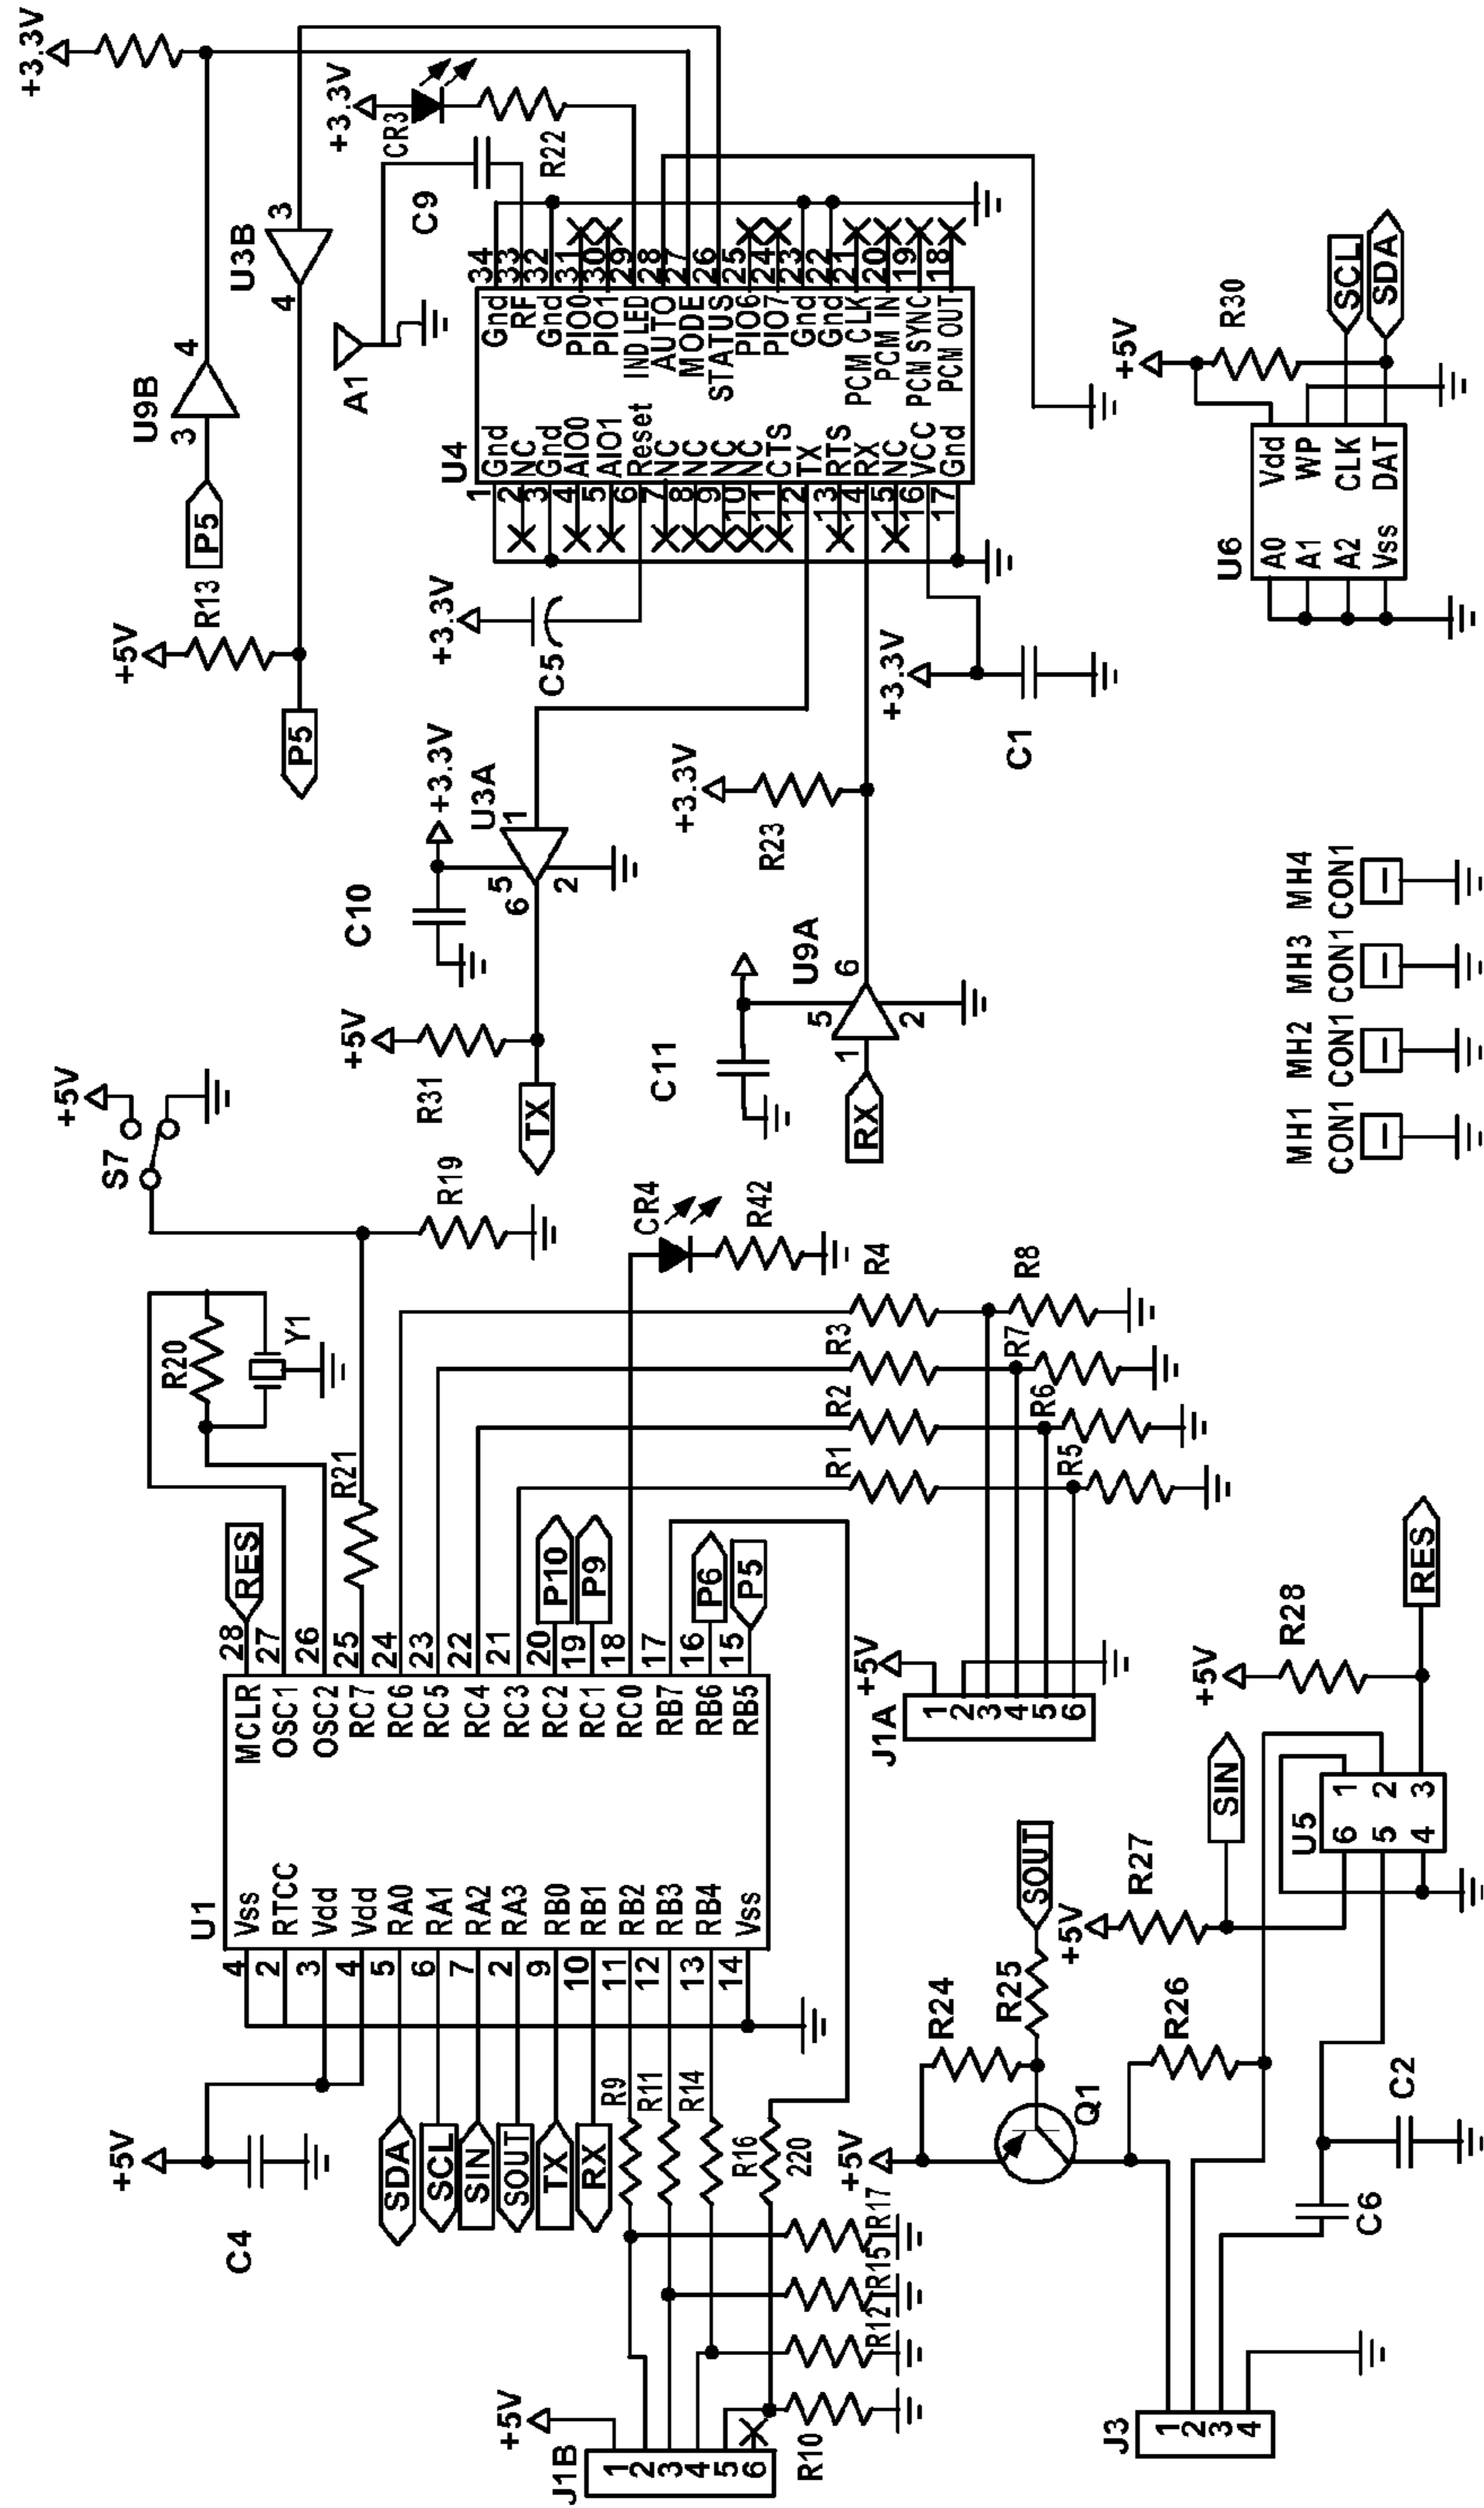 +5V
C4
U1
4
2
3
4
5
6
7
2
9
10
11
12
13
14
Vss
RTCC
Vdd
Vdd
RA0
RA1
RA2
RA3
RB0
RB1
RB2
RB3
RB4
Vss
MCLR
OSC1
OSC2
RC7
RC6
RC5
RC4
RC3
RC2
RC1
RC0
RB7
RB6
RB5
28
27
26
25
24
23
22
21
20
19
18
17
16
15
SDA
SCL
SIN
SOUT
TX
RX
RES
P10
P9
P6
P5
R20
Y1
R21
S7
+5V
R19
CR4
R42
R1
R2
R3
R4
R5
R6
R7
R8
R9
R11
R14
R16
220
R17
R15
R12
R10
+5V
J1B
1
2
3
4
5
6
+5V
J1A
1
2
3
4
5
6
+5V
R24
R25
SOUT
Q1
R26
+5V
R27
SIN
U5
6
5
4
1
2
3
+5V
R28
RES
C2
C6
J3
1
2
3
4
+5V
R13
P5
P5
U9B
3
4
+3.3V
U3B
3
4
A1
C9
+3.3V
CR3
R22
+5V
R31
TX
C10
+3.3V
U3A
1
5
6
2
+3.3V
C5
C11
U9A
1
5
6
2
RX
+3.3V
R23
+3.3V
C1
U4
1
2
3
4
5
6
7
8
9
10
11
12
13
14
15
16
17
Gnd
NC
Gnd
AIO0
AIO1
Reset
NC
NC
NC
NC
CTS
TX
RTS
RX
NC
VCC
Gnd
Gnd
RF
Gnd
PIO0
PIO1
IND LED
AUTO
MODE
STATUS
PIO6
PIO7
Gnd
Gnd
PCM CLK
PCM IN
PCM SYNC
PCM OUT
34
33
32
31
30
29
28
27
26
25
24
23
22
21
20
19
18
U6
A0
A1
A2
Vss
Vdd
WP
CLK
DAT
+5V
R30
SCL
SDA
MH1 MH2 MH3 MH4
CON1 CON1 CON1 CON1
1 1 1 1